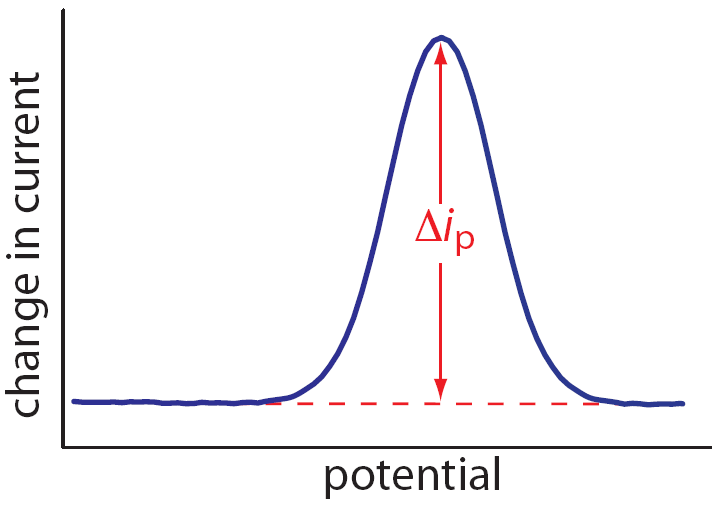 change in current
Δip
potential